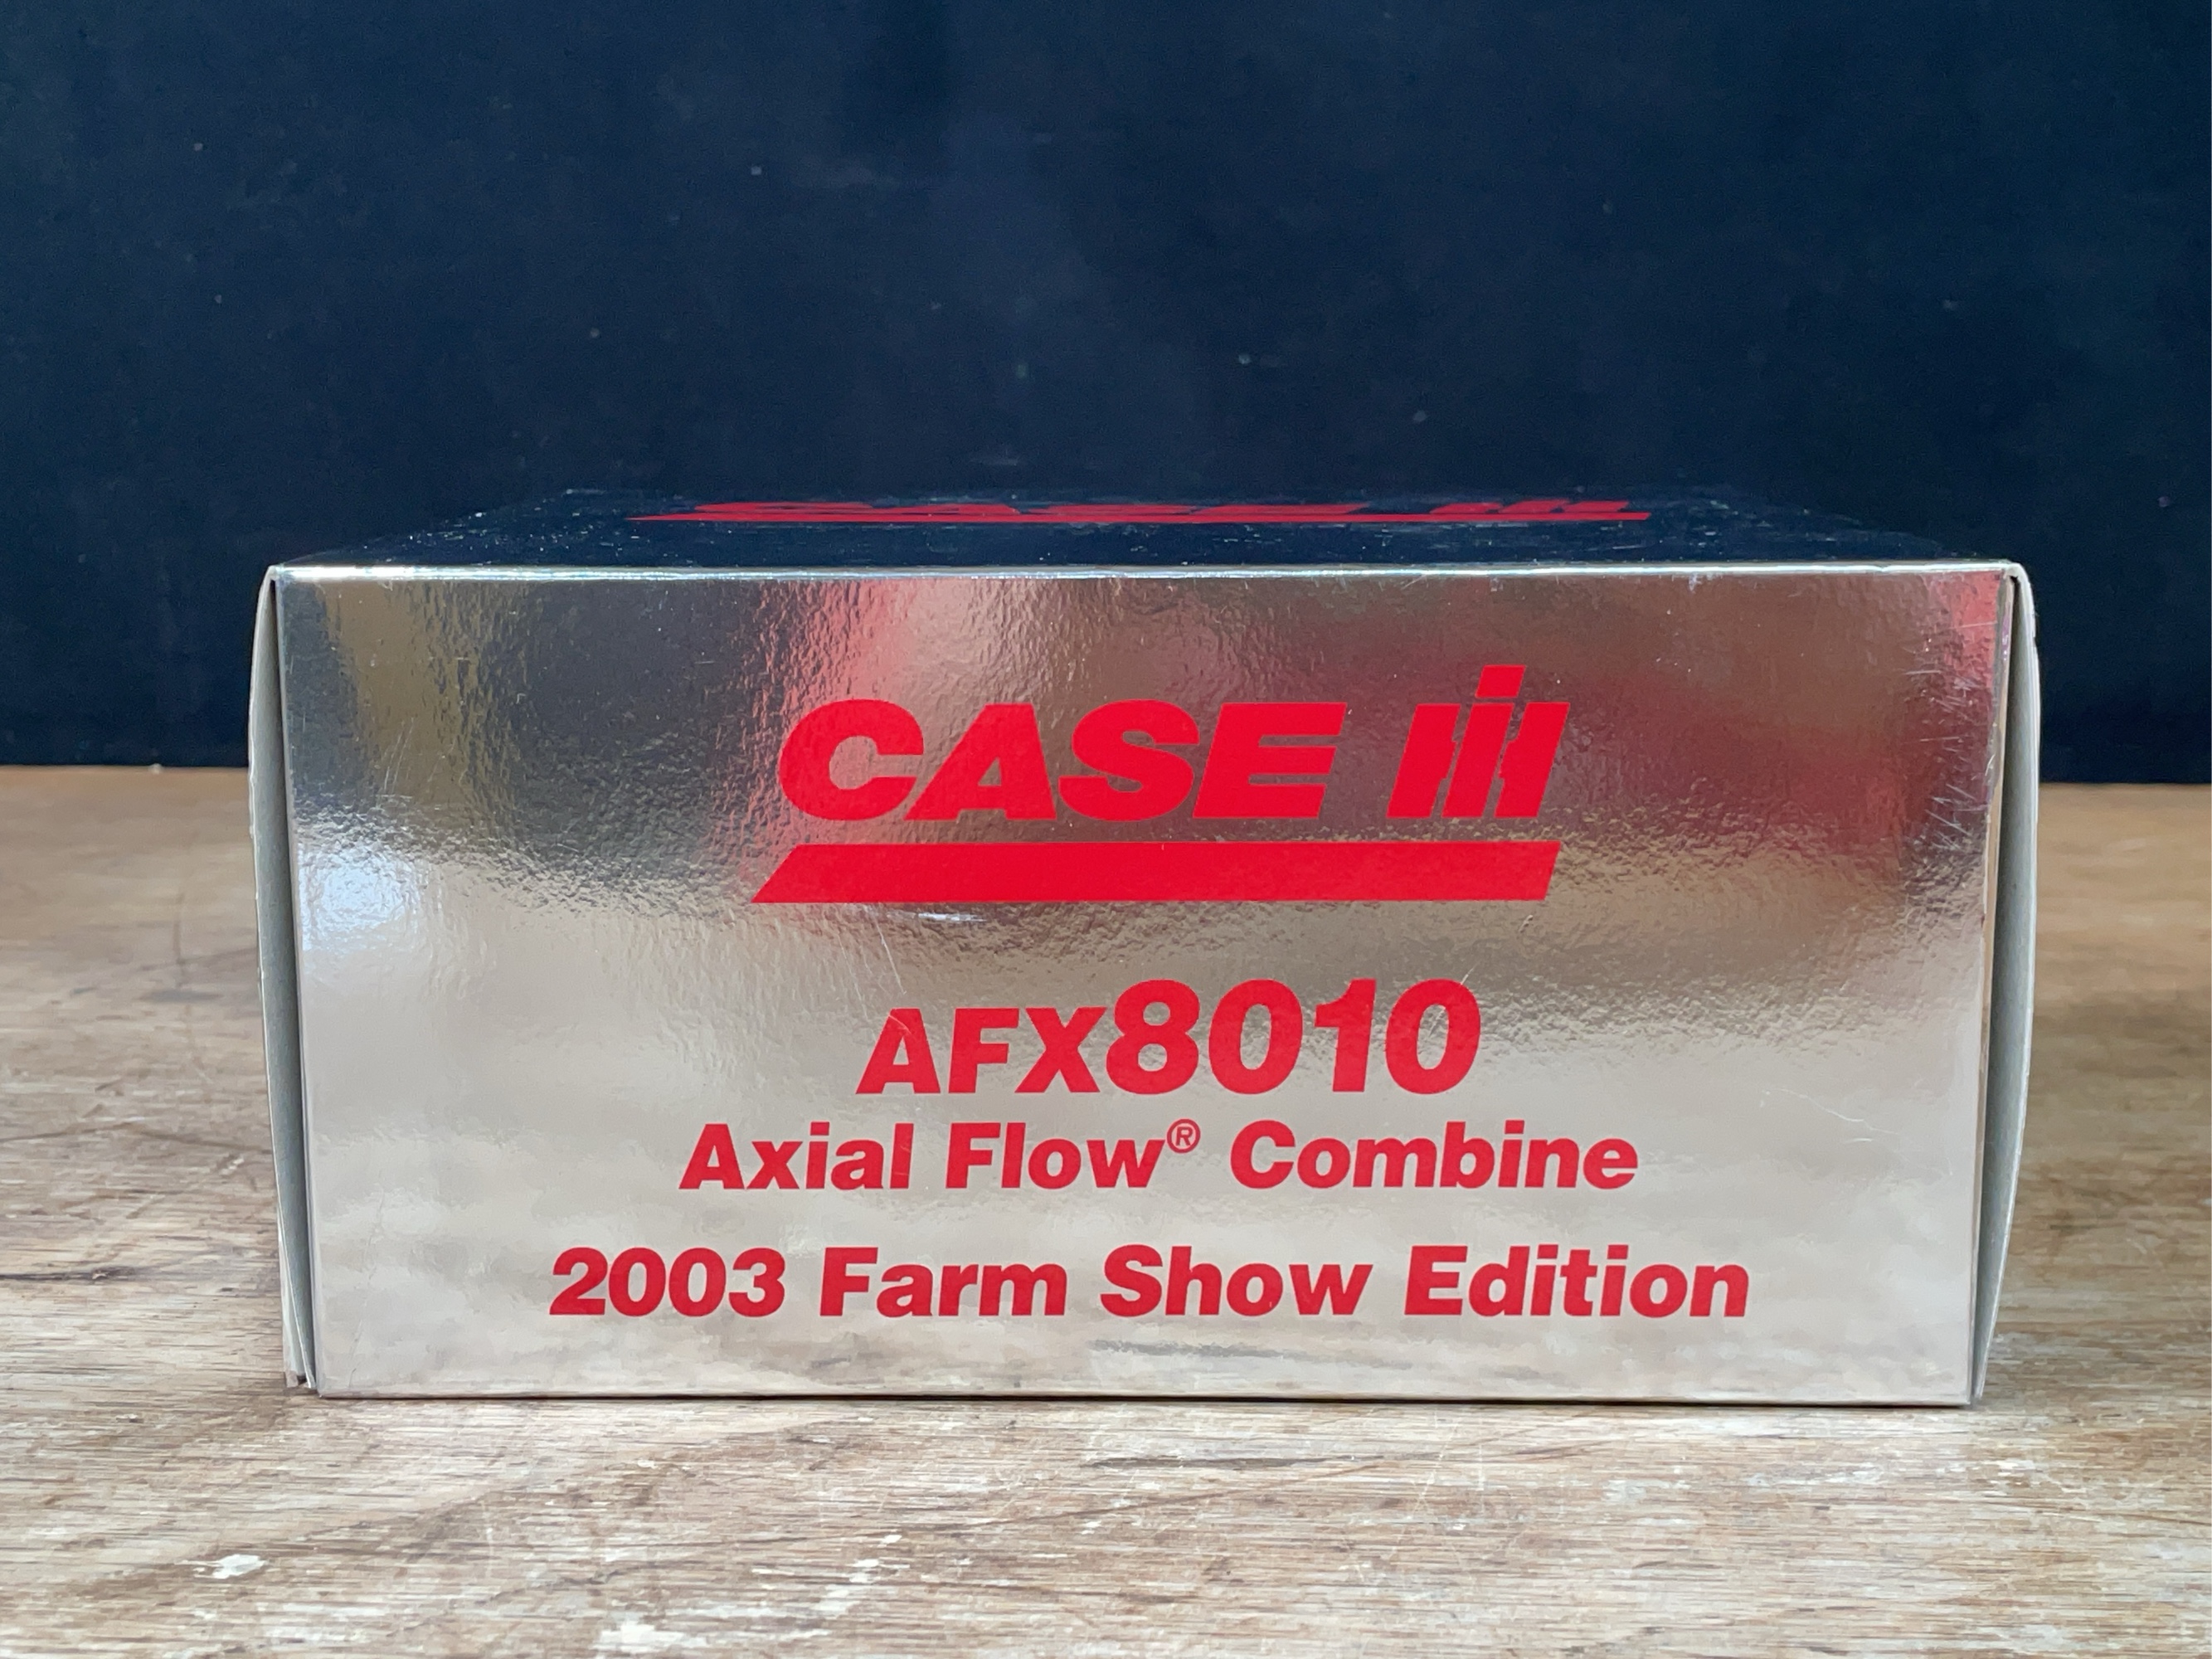 CASE IH
AFX8010
Axial Flow® Combine
2003 Farm Show Edition